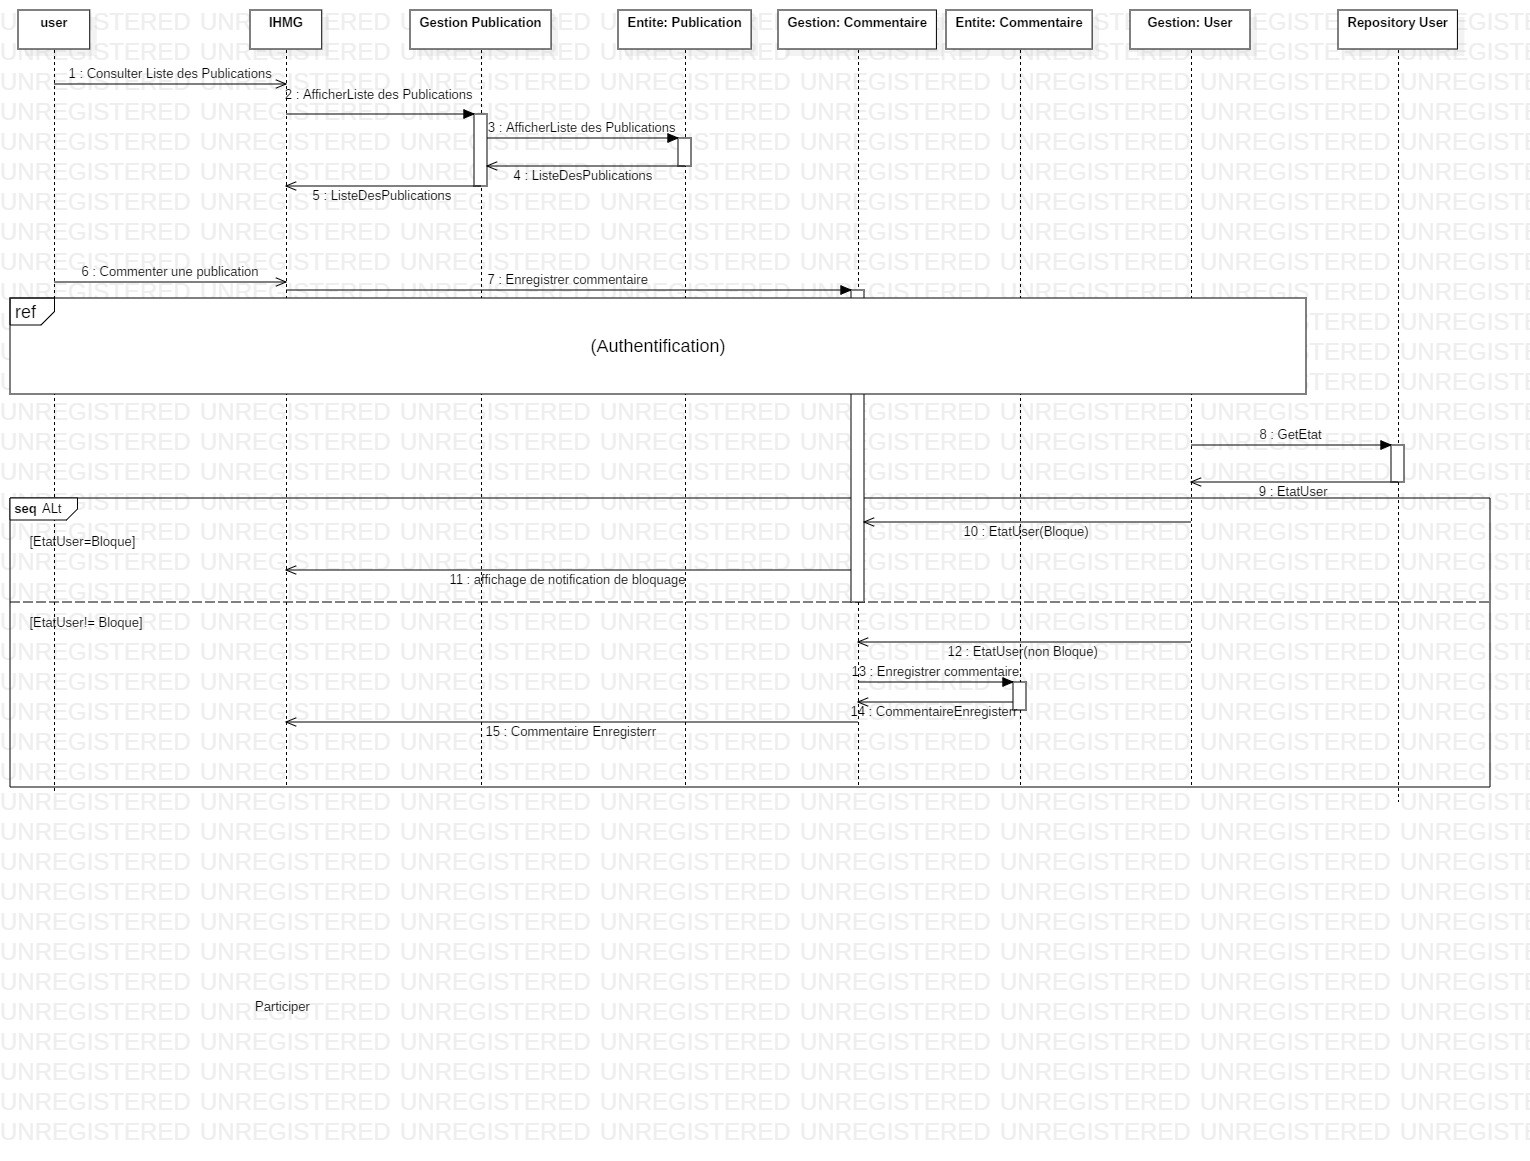 user
IHMG
Gestion Publication
Entite: Publication
Gestion: Commentaire
Entite: Commentaire
Gestion: User
Repository User
1 : Consulter Liste des Publications
2 : AfficherListe des Publications
3 : AfficherListe des Publications
4 : ListeDesPublications
5 : ListeDesPublications
6 : Commenter une publication
7 : Enregistrer commentaire
ref
(Authentification)
8 : GetEtat
9 : EtatUser
seq ALt
10 : EtatUser(Bloque)
[EtatUser=Bloque]
11 : affichage de notification de bloquage
[EtatUser!= Bloque]
12 : EtatUser(non Bloque)
13 : Enregistrer commentaire
14 : CommentaireEnregisterr
15 : Commentaire Enregisterr
Participer
UNREGISTERED